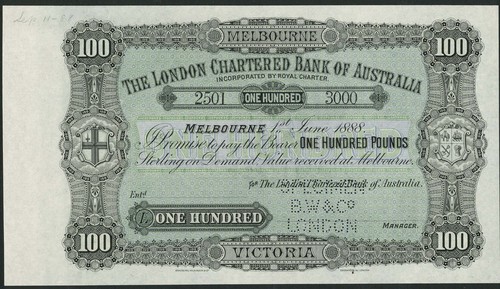 100 MELBOURNE 100
THE LONDON CHARTERED BANK OF AUSTRALIA
INCORPORATED BY ROYAL CHARTER.
2501 ONE HUNDRED 3000
MELBOURNE 1st June 1888.
Promise to pay the Bearer ONE HUNDRED POUNDS
Sterling on Demand Value received at Melbourne.
For The London Chartered Bank of Australia.
SPECIMEN
Entd
B.W&Co
£ ONE HUNDRED
LONDON
MANAGER.
100 VICTORIA 100